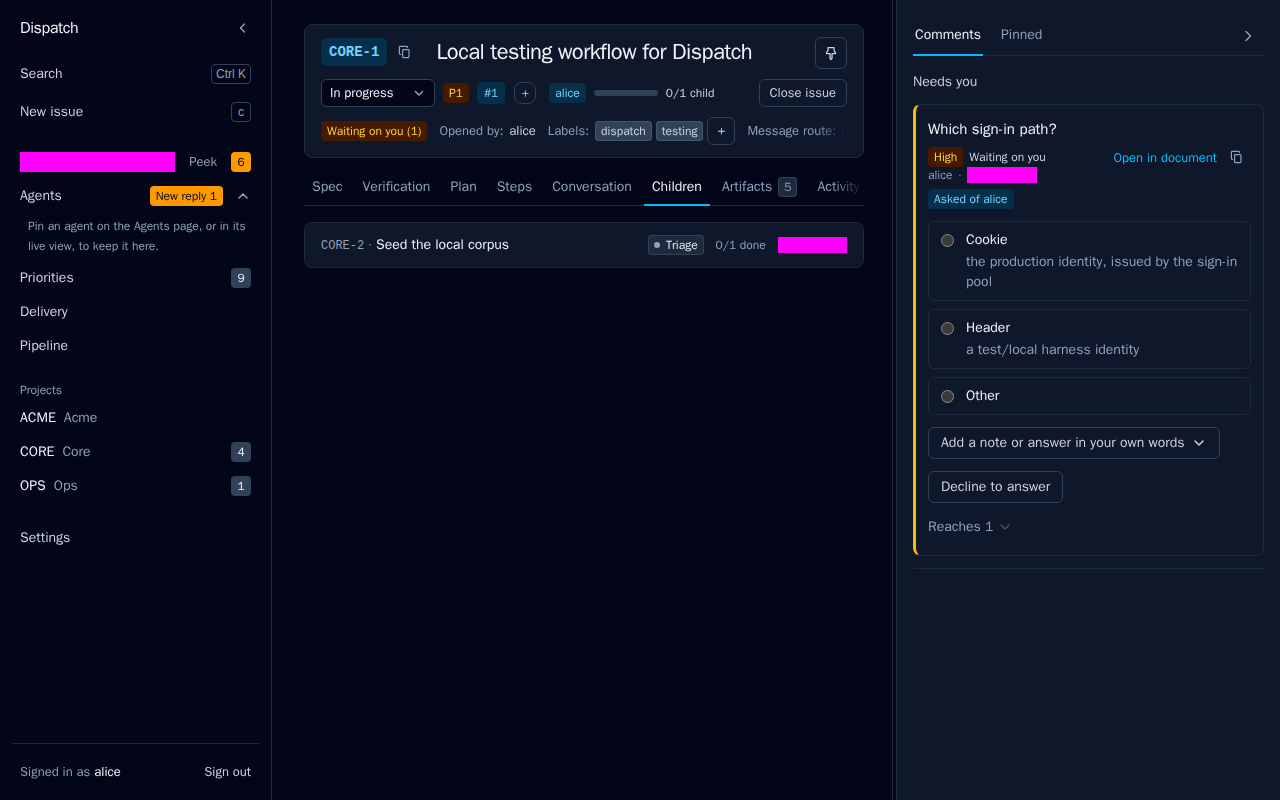 Dispatch
Search
Ctrl K
New issue
c
Peek
6
Agents
New reply 1
Pin an agent on the Agents page, or in its
live view, to keep it here.
Priorities
9
Delivery
Pipeline
Projects
ACME Acme
CORE Core
4
OPS Ops
1
Settings
Signed in as alice
Sign out
CORE-1
Local testing workflow for Dispatch
In progress
P1
#1
+
alice
0/1 child
Close issue
Waiting on you (1)
Opened by: alice
Labels:
dispatch
testing
+
Message route:
Spec
Verification
Plan
Steps
Conversation
Children
Artifacts 5
Activity
CORE-2 · Seed the local corpus
Triage
0/1 done
Comments
Pinned
Needs you
Which sign-in path?
High
Waiting on you
Open in document
alice ·
Asked of alice
Cookie
the production identity, issued by the sign-in
pool
Header
a test/local harness identity
Other
Add a note or answer in your own words
Decline to answer
Reaches 1